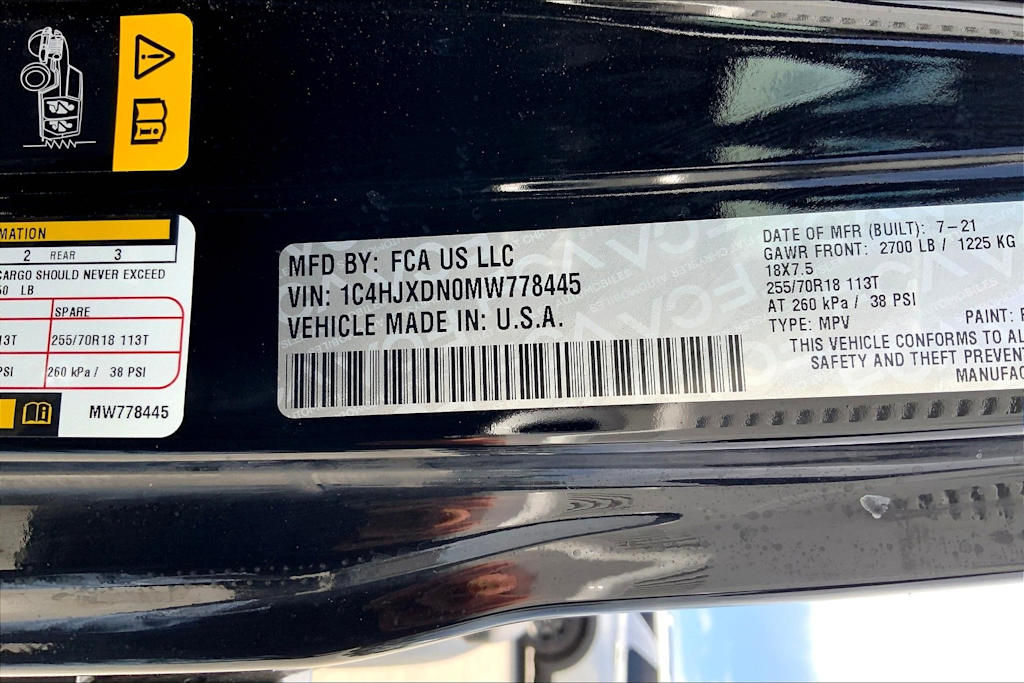 MATION
2 REAR 3
CARGO SHOULD NEVER EXCEED
LB
SPARE
255/70R18 113T
PSI 260 kPa / 38 PSI
MW778445
MFD BY: FCA US LLC
VIN: 1C4HJXDN0MW778445
VEHICLE MADE IN: U.S.A.
DATE OF MFR (BUILT): 7-21
GAWR FRONT: 2700 LB / 1225 KG
18X7.5
255/70R18 113T
AT 260 kPa / 38 PSI
TYPE: MPV PAINT:
THIS VEHICLE CONFORMS TO AL
SAFETY AND THEFT PREVENT
MANUFAC